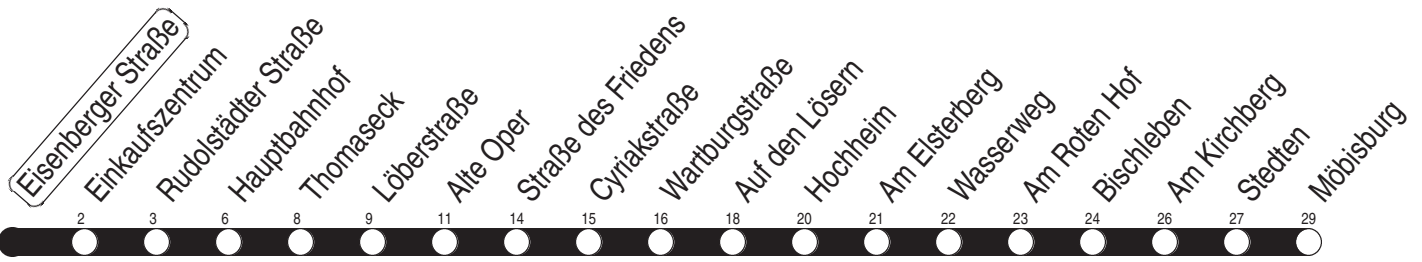 Eisenberger Straße
Einkaufszentrum
Rudolstädter Straße
Hauptbahnhof
Thomaseck
Löberstraße
Alte Oper
Straße des Friedens
Cyriakstraße
Wartburgstraße
Auf den Lösern
Hochheim
Am Elsterberg
Wasserweg
Am Roten Hof
Bischleben
Am Kirchberg
Stedten
Möbisburg
2 3 6 8 9 11 14 15 16 18 20 21 22 23 24 26 27 29